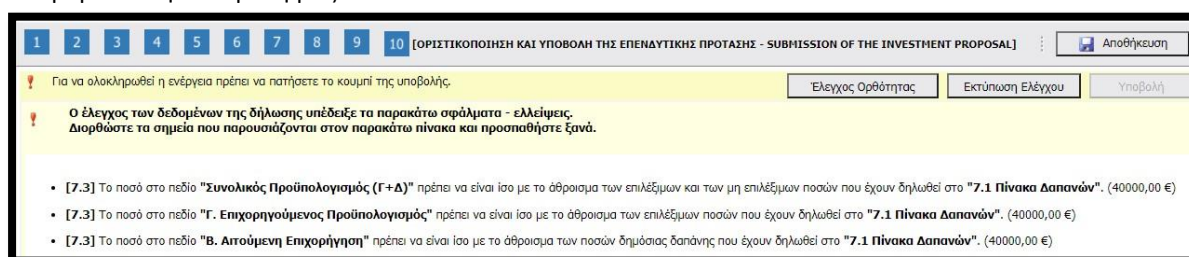 1 2 3 4 5 6 7 8 9 10 [ΟΡΙΣΤΙΚΟΠΟΙΗΣΗ ΚΑΙ ΥΠΟΒΟΛΗ ΤΗΣ ΕΠΕΝΔΥΤΙΚΗΣ ΠΡΟΤΑΣΗΣ - SUBMISSION OF THE INVESTMENT PROPOSAL] Αποθήκευση
Για να ολοκληρωθεί η ενέργεια πρέπει να πατήσετε το κουμπί της υποβολής. Έλεγχος Ορθότητας Εκτύπωση Ελέγχου Υποβολή
Ο έλεγχος των δεδομένων της δήλωσης υπέδειξε τα παρακάτω σφάλματα - ελλείψεις.
Διορθώστε τα σημεία που παρουσιάζονται στον παρακάτω πίνακα και προσπαθήστε ξανά.
• [7.3] Το ποσό στο πεδίο "Συνολικός Προϋπολογισμός (Γ+Δ)" πρέπει να είναι ίσο με το άθροισμα των επιλέξιμων και των μη επιλέξιμων ποσών που έχουν δηλωθεί στο "7.1 Πίνακα Δαπανών". (40000,00 €)
• [7.3] Το ποσό στο πεδίο "Γ. Επιχορηγούμενος Προϋπολογισμός" πρέπει να είναι ίσο με το άθροισμα των επιλέξιμων ποσών που έχουν δηλωθεί στο "7.1 Πίνακα Δαπανών". (40000,00 €)
• [7.3] Το ποσό στο πεδίο "Β. Αιτούμενη Επιχορήγηση" πρέπει να είναι ίσο με το άθροισμα των ποσών δημόσιας δαπάνης που έχουν δηλωθεί στο "7.1 Πίνακα Δαπανών". (40000,00 €)